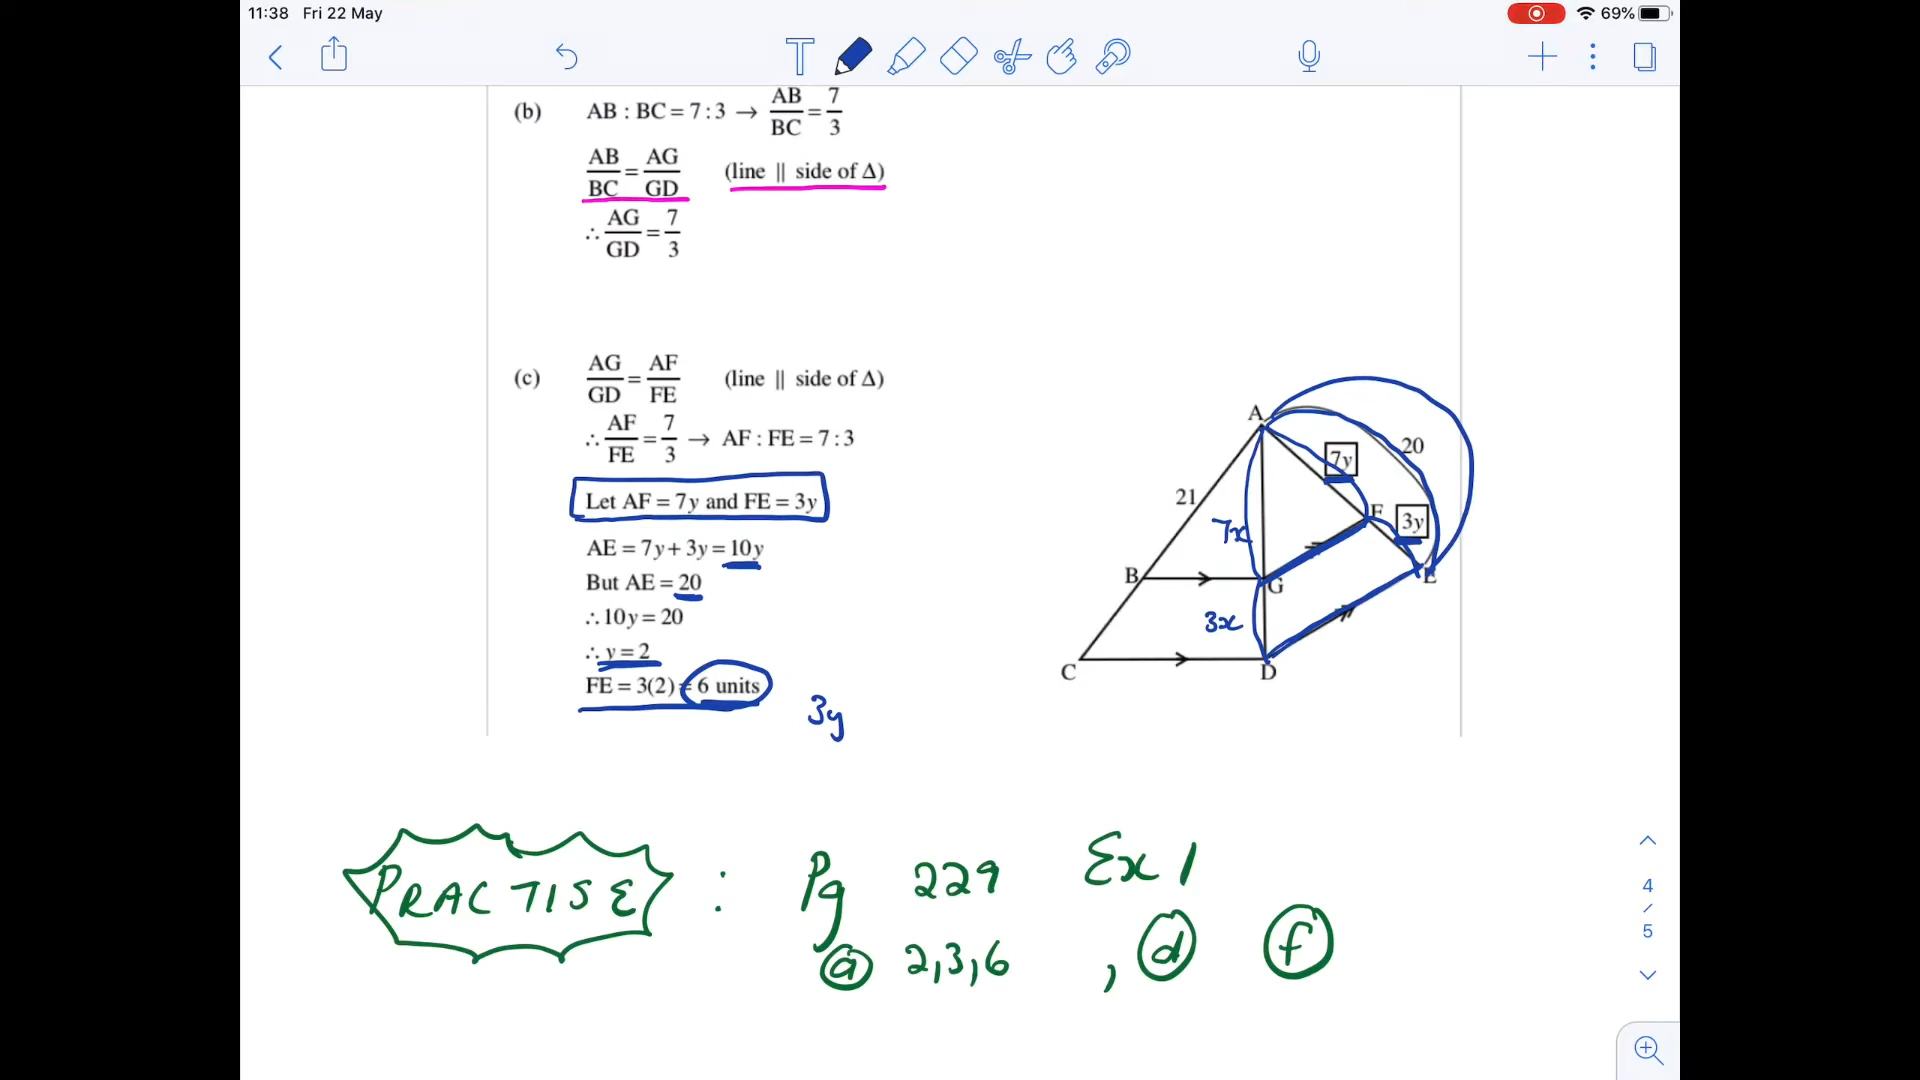 11:38 Fri 22 May 69%
(b) AB : BC = 7 : 3 → AB/BC = 7/3
AB/BC = AG/GD (line || side of Δ)
∴ AG/GD = 7/3
(c) AG/GD = AF/FE (line || side of Δ)
∴ AF/FE = 7/3 → AF : FE = 7 : 3
Let AF = 7y and FE = 3y
AE = 7y + 3y = 10y
But AE = 20
∴ 10y = 20
∴ y = 2
FE = 3(2) = 6 units
3y
A
20
7y
21
F
3y
7x
B
G
E
3x
C
D
PRACTISE : Pg 229 Ex 1
a 2,3,6 , d f
4
/
5